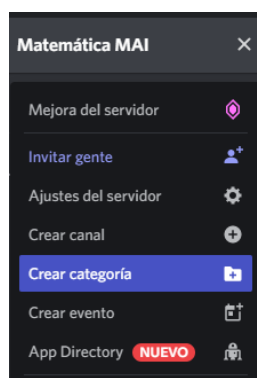 Matemática MAI
Mejora del servidor
Invitar gente
Ajustes del servidor
Crear canal
Crear categoría
Crear evento
App Directory NUEVO